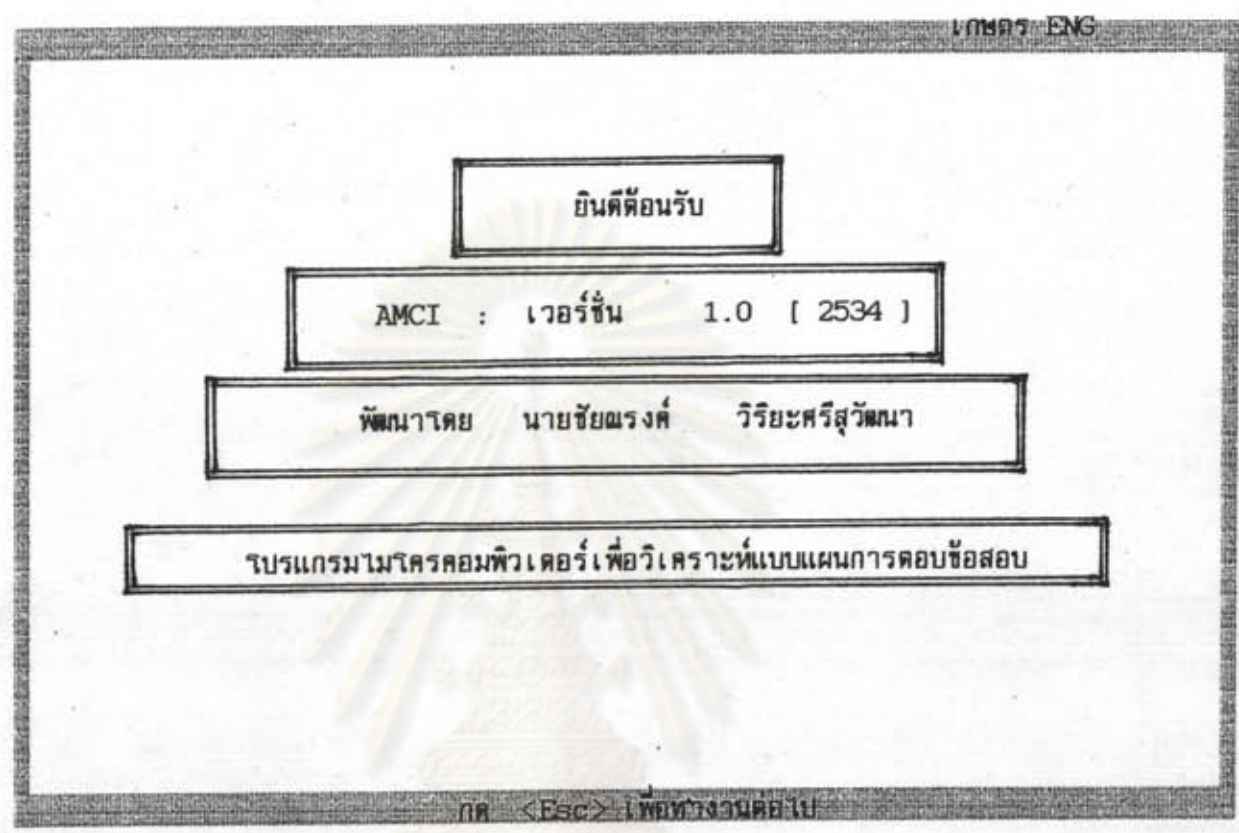 เกษตร ENG
ยินดีต้อนรับ
AMCI : เวอร์ชั่น 1.0 [ 2534 ]
พัฒนาโดย นายชัยณรงค์ วิริยะศรีสุวัฒนา
โปรแกรมไมโครคอมพิวเตอร์เพื่อวิเคราะห์แบบแผนการตอบข้อสอบ
กด <Esc> เพื่อทำงานต่อไป